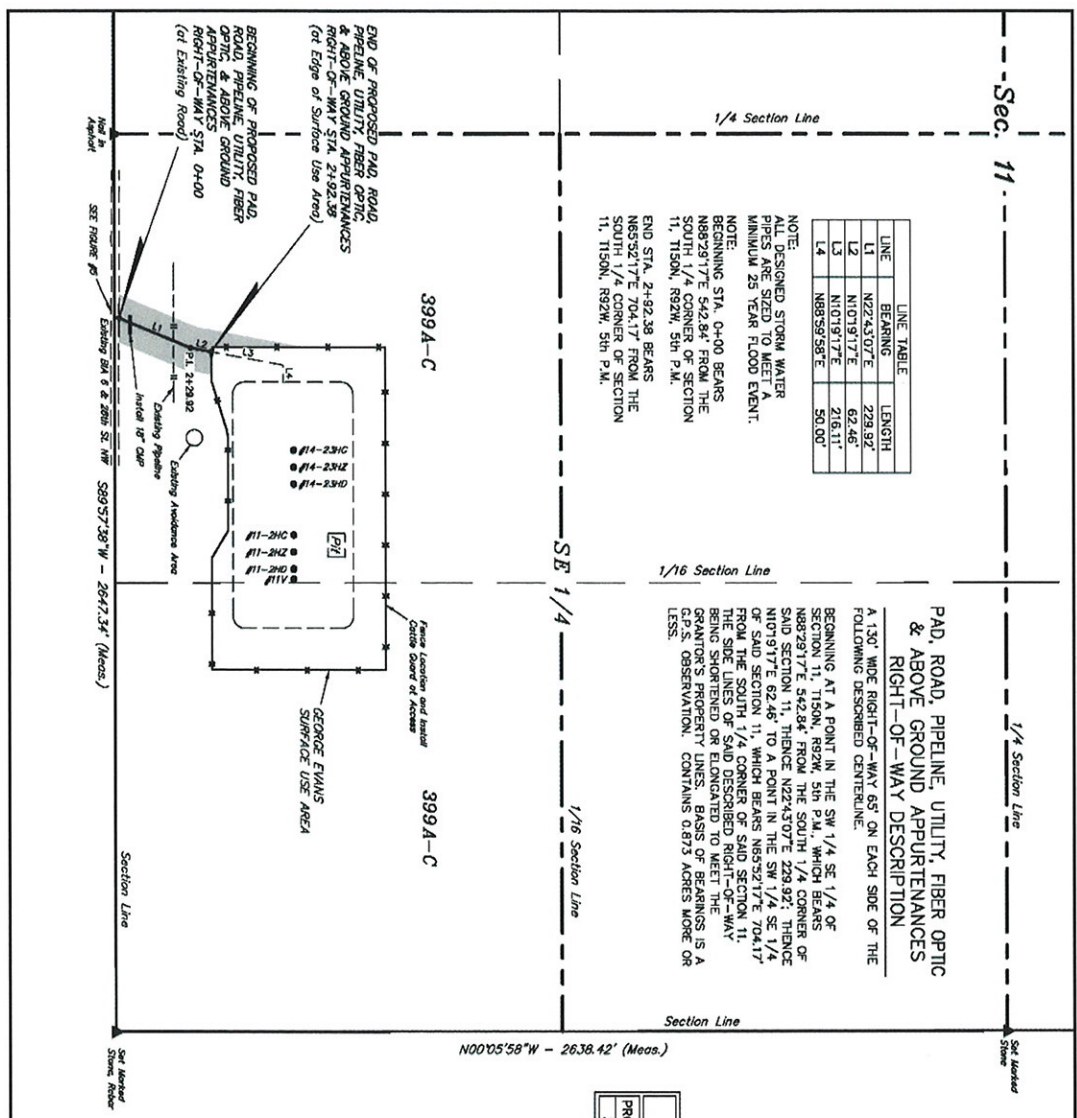 Sec. 11
1/4 Section Line
1/4 Section Line
LINE TABLE
LINE BEARING LENGTH
L1 N22°43'07"E 229.92'
L2 N10°19'17"E 62.46'
L3 N10°19'17"E 216.11'
L4 N88°59'58"E 50.00'
NOTE:
ALL DESIGNED STORM WATER
PIPES ARE SIZED TO MEET A
MINIMUM 25 YEAR FLOOD EVENT.
NOTE:
BEGINNING STA. 0+00 BEARS
N88°29'17"E 542.84' FROM THE
SOUTH 1/4 CORNER OF SECTION
11, T150N, R92W, 5th P.M.
END STA. 2+92.38 BEARS
N65°52'17"E 704.17' FROM THE
SOUTH 1/4 CORNER OF SECTION
11, T150N, R92W, 5th P.M.
PAD, ROAD, PIPELINE, UTILITY, FIBER OPTIC
& ABOVE GROUND APPURTENANCES
RIGHT-OF-WAY DESCRIPTION
A 130' WIDE RIGHT-OF-WAY 65' ON EACH SIDE OF THE
FOLLOWING DESCRIBED CENTERLINE.
BEGINNING AT A POINT IN THE SW 1/4 SE 1/4 OF
SECTION 11, T150N, R92W, 5th P.M., WHICH BEARS
N88°29'17"E 542.84' FROM THE SOUTH 1/4 CORNER OF
SAID SECTION 11, THENCE N22°43'07"E 229.92'; THENCE
N10°19'17"E 62.46' TO A POINT IN THE SW 1/4 SE 1/4
OF SAID SECTION 11, WHICH BEARS N65°52'17"E 704.17'
FROM THE SOUTH 1/4 CORNER OF SAID SECTION 11.
THE SIDE LINES OF SAID DESCRIBED RIGHT-OF-WAY
BEING SHORTENED OR ELONGATED TO MEET THE
GRANTOR'S PROPERTY LINES. BASIS OF BEARINGS IS A
G.P.S. OBSERVATION. CONTAINS 0.873 ACRES MORE OR
LESS.
Set Marked
Stone
1/16 Section Line
SE 1/4
1/16 Section Line
Section Line
N00°05'58"W - 2638.42' (Meas.)
399A-C
399A-C
END OF PROPOSED PAD, ROAD,
PIPELINE, UTILITY, FIBER OPTIC,
& ABOVE GROUND APPURTENANCES
RIGHT-OF-WAY STA. 2+92.38
(at Edge of Surface Use Area)
BEGINNING OF PROPOSED PAD,
ROAD, PIPELINE, UTILITY, FIBER
OPTIC, & ABOVE GROUND
APPURTENANCES
RIGHT-OF-WAY STA. 0+00
(at Existing Road)
L1
L2
L3
L4
P.I. 2+29.92
#14-23HC
#14-23HZ
#14-23HD
#11-2HC
#11-2HZ
#11-2HD
#11V
Pit
Fence Location and Install
Cattle Guard at Access
GEORGE EVANS
SURFACE USE AREA
Existing Avoidance Area
Existing Pipeline
Install 18" CMP
Existing BIA 6 & 28th St. NW
SEE FIGURE #5
Nail in
Asphalt
S89°57'38"W - 2647.34' (Meas.)
Section Line
Set Marked
Stone, Rebar
PR